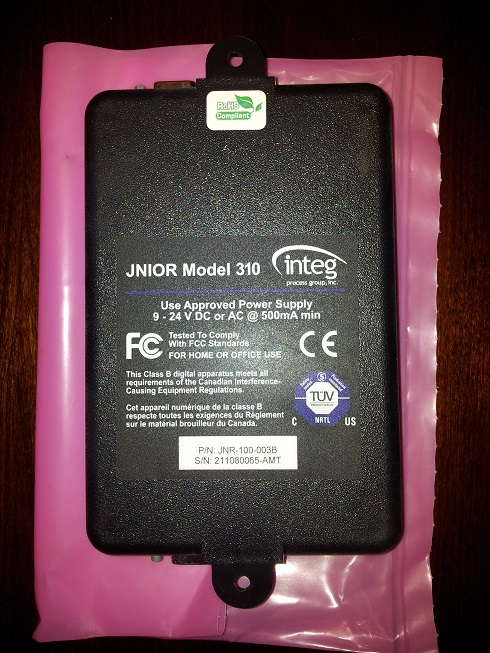 RoHS
Compliant
JNIOR Model 310
integ
process group, inc.
Use Approved Power Supply
9 - 24 V DC or AC @ 500mA min
FC
Tested To Comply
With FCC Standards
FOR HOME OR OFFICE USE
CE
This Class B digital apparatus meets all
requirements of the Canadian Interference-
Causing Equipment Regulations.
Cet appareil numérique de la classe B
respecte toutes les exigences du Règlement
sur le matériel brouilleur du Canada.
S
TÜV
C
NRTL
US
P/N: JNR-100-003B
S/N: 211080065-AMT